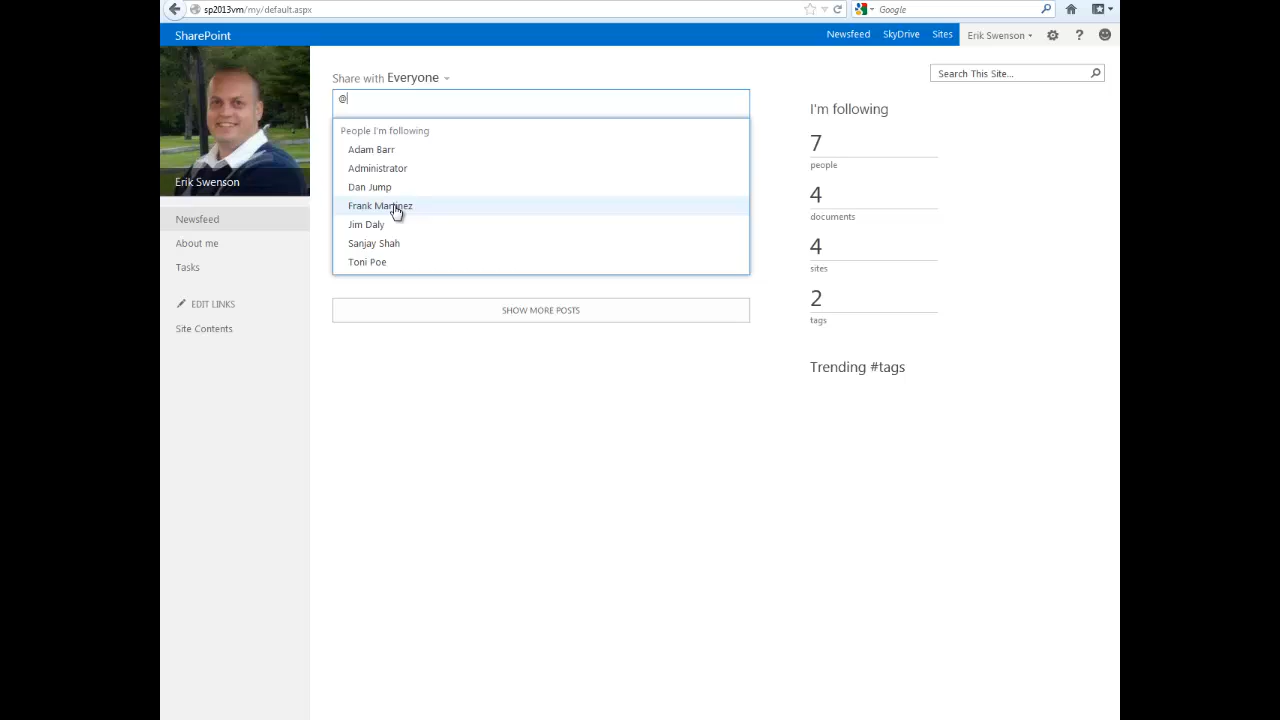 sp2013vm/my/default.aspx
Google
SharePoint
Newsfeed SkyDrive Sites Erik Swenson
?
Erik Swenson
Newsfeed
About me
Tasks
EDIT LINKS
Site Contents
Share with Everyone
@
People I'm following
Adam Barr
Administrator
Dan Jump
Frank Martinez
Jim Daly
Sanjay Shah
Toni Poe
SHOW MORE POSTS
Search This Site...
I'm following
7
people
4
documents
4
sites
2
tags
Trending #tags